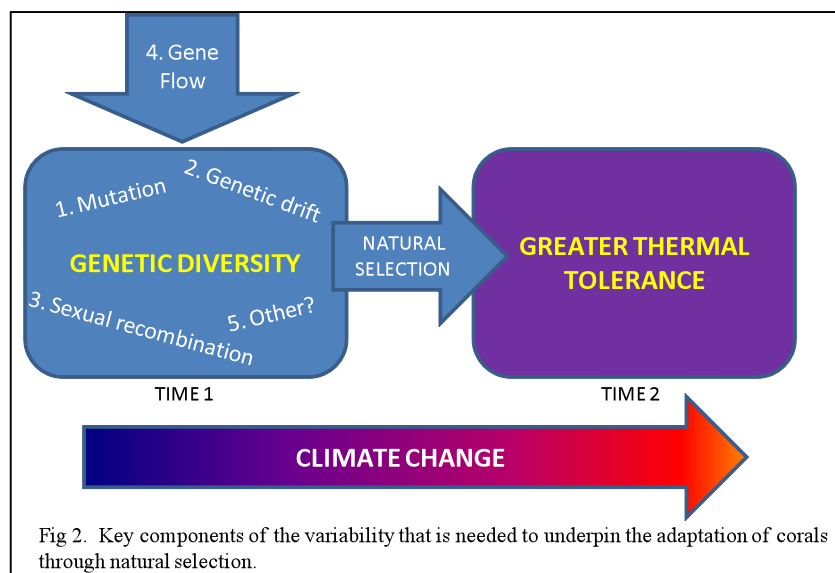 4. Gene
Flow
1. Mutation
2. Genetic drift
GENETIC DIVERSITY
3. Sexual recombination
5. Other?
NATURAL
SELECTION
GREATER THERMAL
TOLERANCE
TIME 1
TIME 2
CLIMATE CHANGE
Fig 2.  Key components of the variability that is needed to underpin the adaptation of corals
through natural selection.